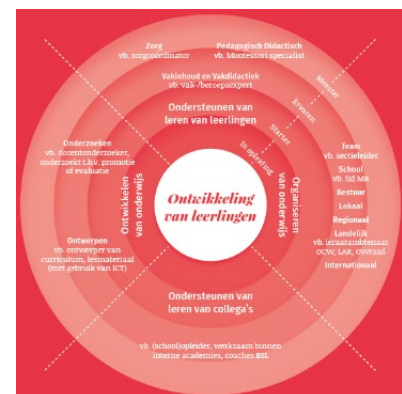 Zorg
vb. zorgcoördinator
Pedagogisch Didactisch
vb. Montessori specialist
Meester
Vakinhoud en Vakdidactiek
vb. vak-/beroepsexpert
Ervaren
Ondersteunen van
leren van leerlingen
Starter
In opleiding
Onderzoeken
vb. docentonderzoeker,
onderzoekt t.b.v. promotie
of evaluatie
Ontwikkelen
van onderwijs
Ontwikkeling
van leerlingen
Organiseren
van onderwijs
Team
vb. sectieleider
School
vb. lid MR
Bestuur
Lokaal
Regionaal
Landelijk
vb. leraarambtenaar
OCW, LAR, OWraad
Internationaal
Ontwerpen
vb. ontwerper van
curriculum, lesmateriaal
(met gebruik van ICT)
Ondersteunen van
leren van collega's
vb. (school)opleider, werkzaam binnen
interne academies, coaches BSL